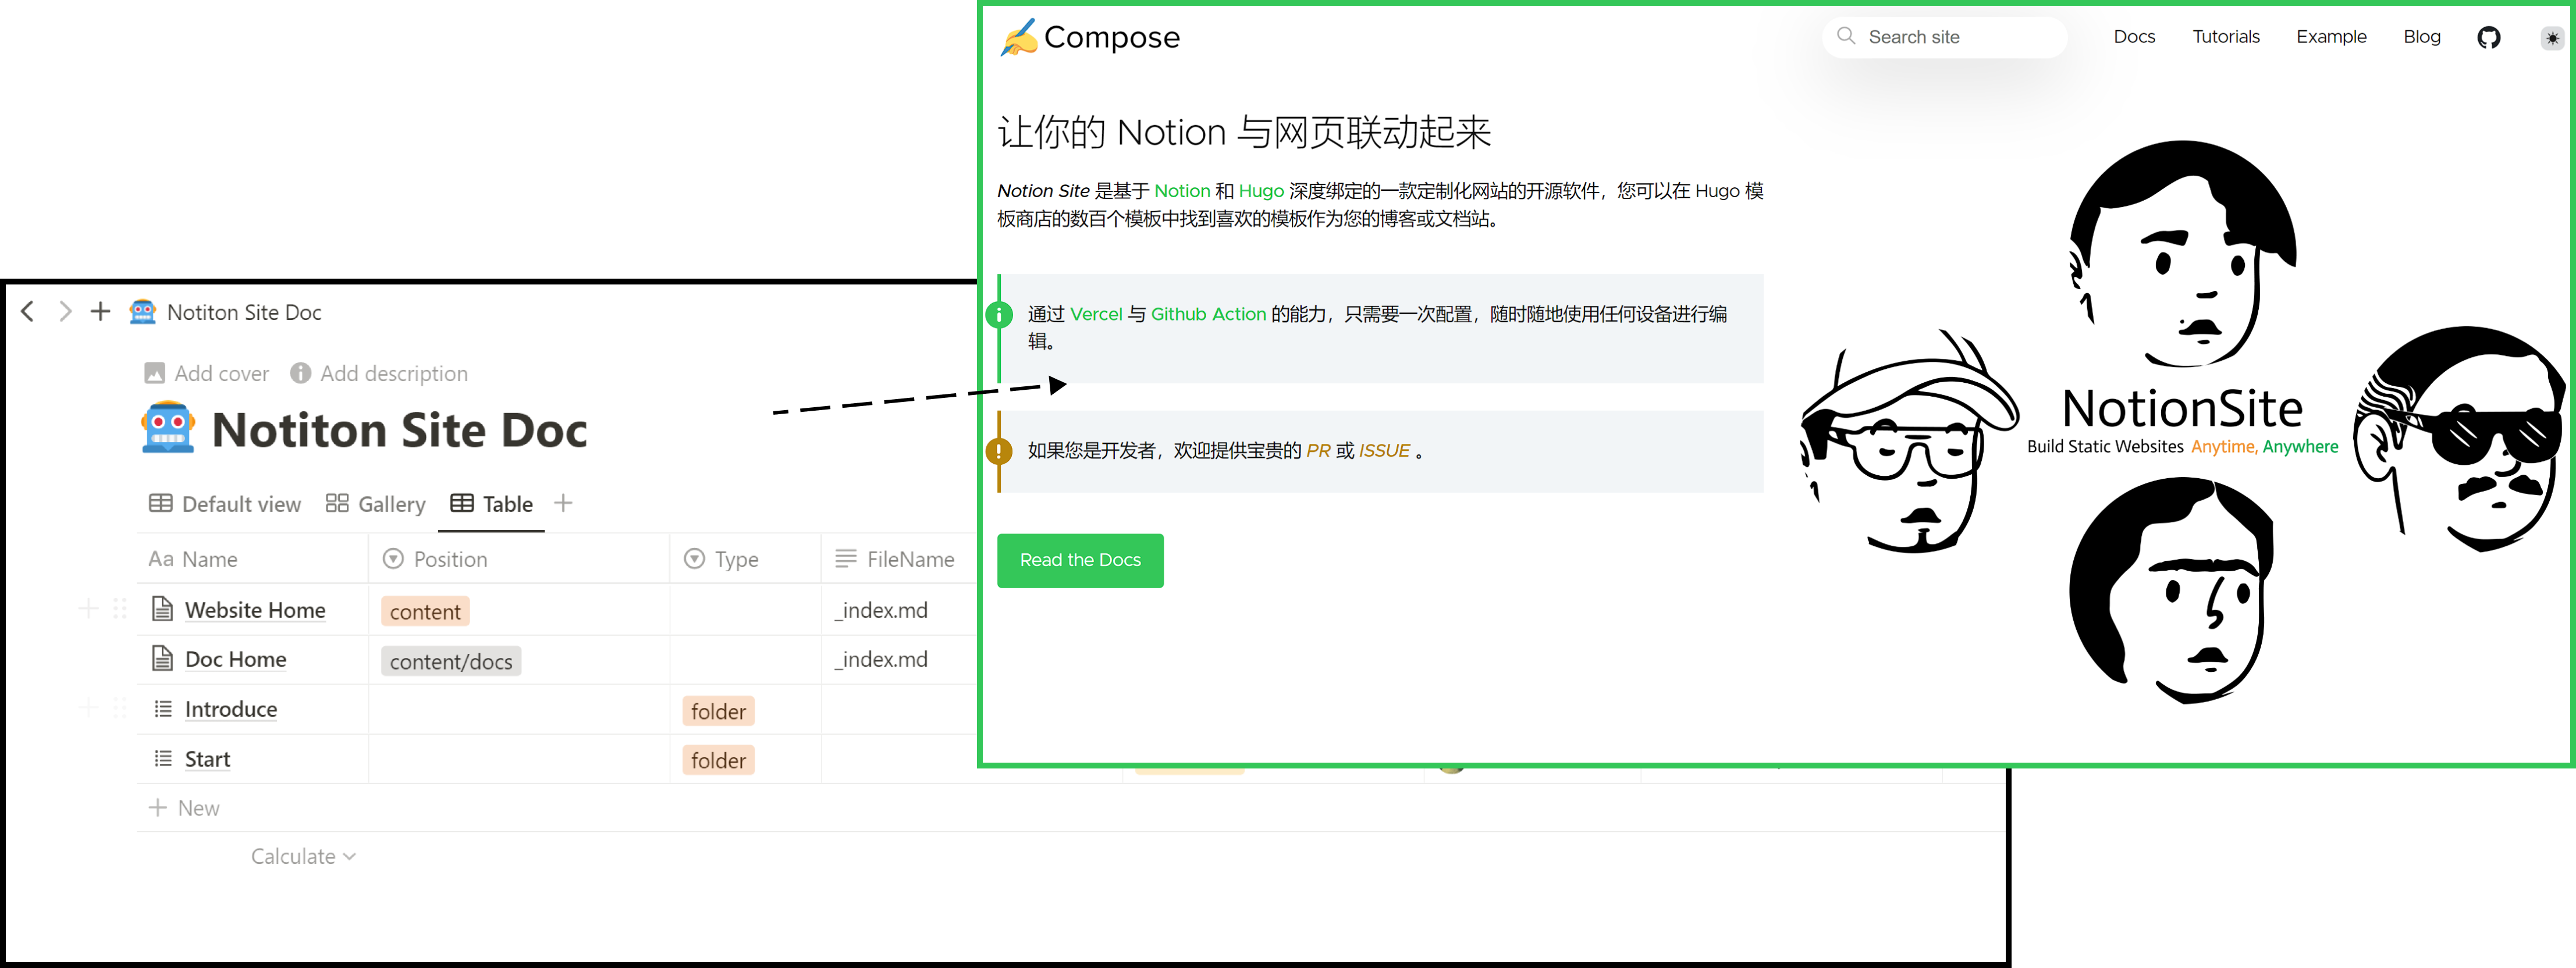 Compose
Search site
Docs
Tutorials
Example
Blog
让你的 Notion 与网页联动起来
Notion Site 是基于 Notion 和 Hugo 深度绑定的一款定制化网站的开源软件，您可以在 Hugo 模
板商店的数百个模板中找到喜欢的模板作为您的博客或文档站。
通过 Vercel 与 Github Action 的能力，只需要一次配置，随时随地使用任何设备进行编
辑。
如果您是开发者，欢迎提供宝贵的 PR 或 ISSUE 。
Read the Docs
NotionSite
Build Static Websites Anytime, Anywhere
Notiton Site Doc
Add cover
Add description
Notiton Site Doc
Default view
Gallery
Table
Aa Name
Position
Type
FileName
Website Home
content
_index.md
Doc Home
content/docs
_index.md
Introduce
folder
Start
folder
New
Calculate